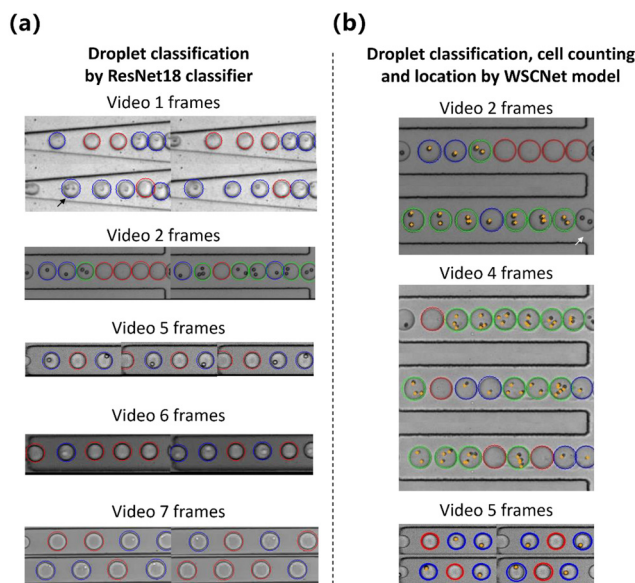 (a)
Droplet classification
by ResNet18 classifier
Video 1 frames
Video 2 frames
Video 5 frames
Video 6 frames
Video 7 frames
(b)
Droplet classification, cell counting
and location by WSCNet model
Video 2 frames
Video 4 frames
Video 5 frames